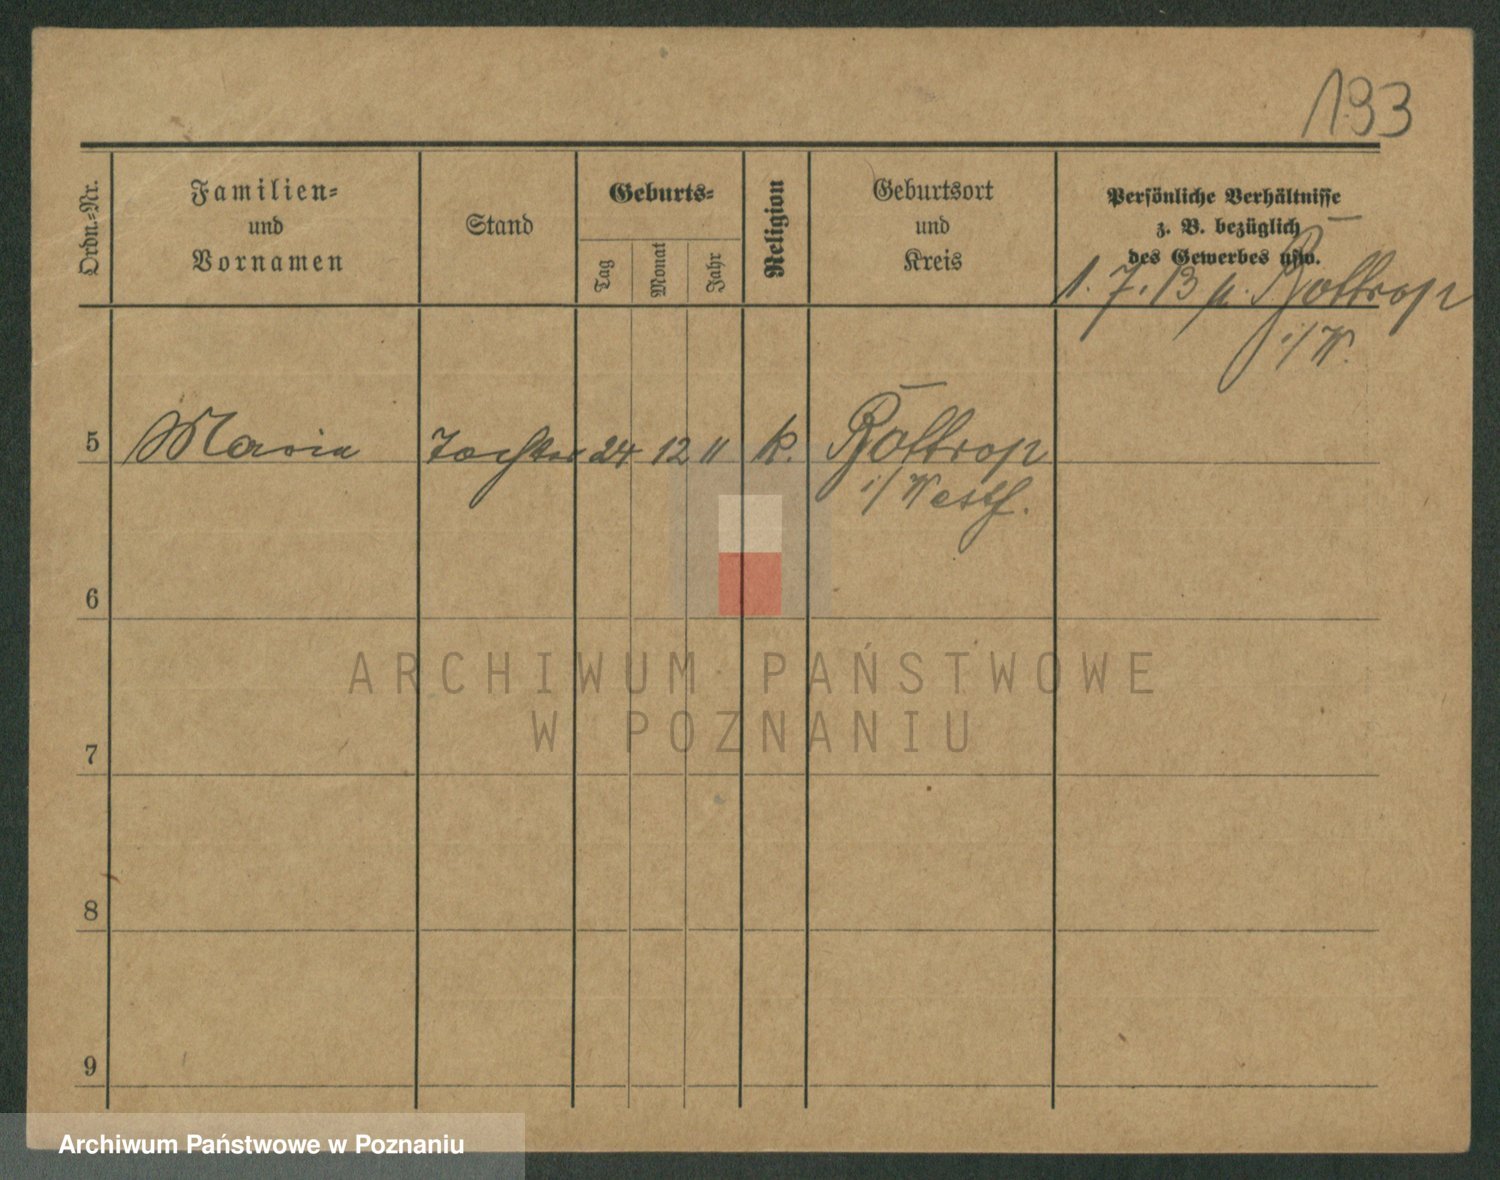 193
Ordn.=Nr.
Familien=
und
Vornamen
Stand
Geburts=
Tag
Monat
Jahr
Religion
Geburtsort
und
Kreis
Persönliche Verhältnisse
z. B. bezüglich
des Gewerbes usw.
1. 7. 13 n. Bottrop
i/W.
5 Maria Tochter 24 12 11 k. Bottrop
i/Westf.
6
ARCHIWUM PAŃSTWOWE
W POZNANIU
7
8
9
Archiwum Państwowe w Poznaniu